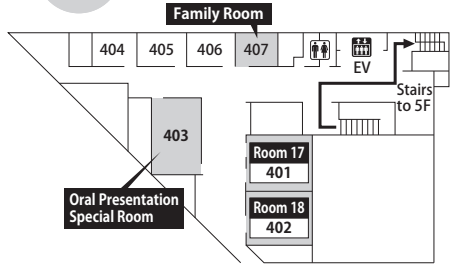 Family Room
404
405
406
407
EV
Stairs
to 5F
403
Room 17
401
Oral Presentation
Special Room
Room 18
402